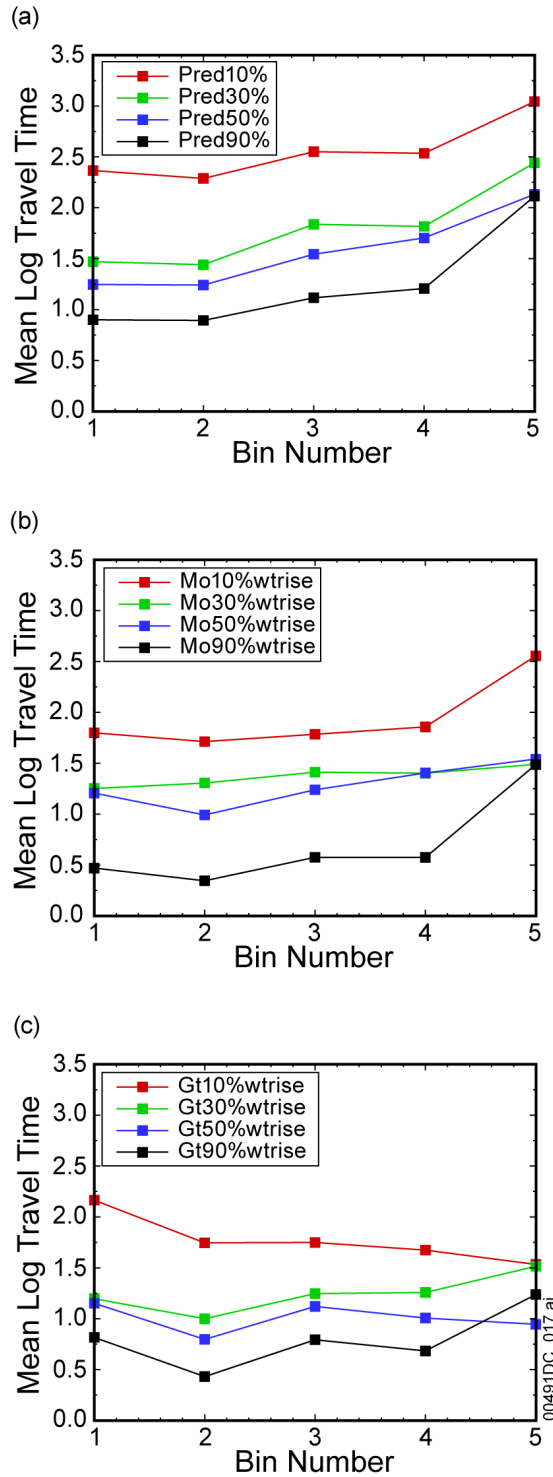 (a)
3.5
3.0
2.5
2.0
1.5
1.0
0.5
0.0
Mean Log Travel Time
Pred10%
Pred30%
Pred50%
Pred90%
1 2 3 4 5
Bin Number
(b)
3.5
3.0
2.5
2.0
1.5
1.0
0.5
0.0
Mean Log Travel Time
Mo10%wtrise
Mo30%wtrise
Mo50%wtrise
Mo90%wtrise
1 2 3 4 5
Bin Number
(c)
3.5
3.0
2.5
2.0
1.5
1.0
0.5
0.0
Mean Log Travel Time
Gt10%wtrise
Gt30%wtrise
Gt50%wtrise
Gt90%wtrise
1 2 3 4 5
Bin Number
00491DC_017.ai